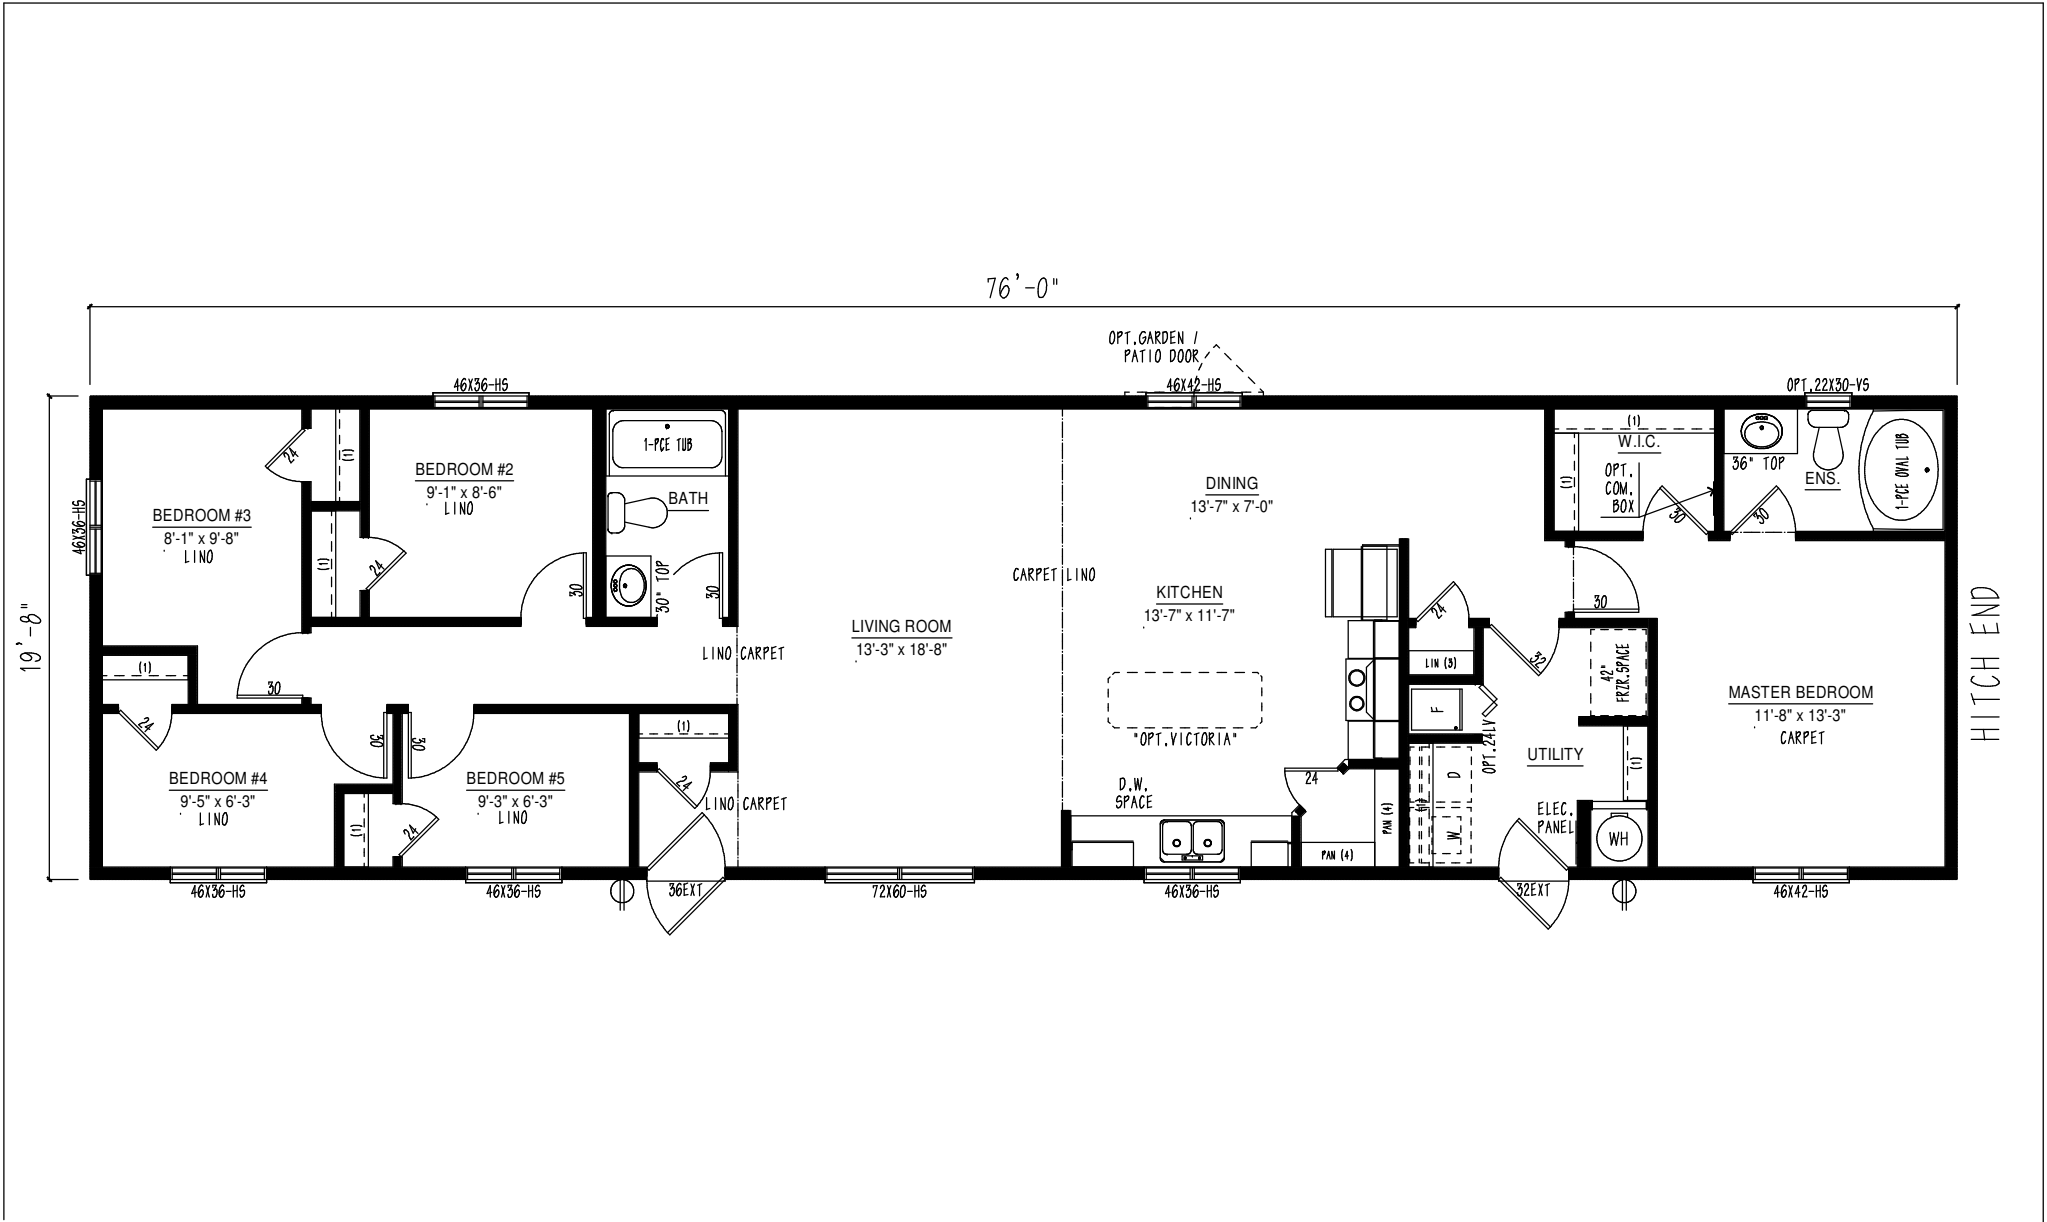 76'-0"
19'-8"
HITCH END
OPT.GARDEN /
PATIO DOOR
46X36-HS
46X42-HS
OPT.22X30-VS
46X36-HS
BEDROOM #3
8'-1" x 9'-8"
LINO
24
(1)
(1)
24
30
BEDROOM #2
9'-1" x 8'-6"
LINO
30
1-PCE TUB
BATH
30" TOP
30
LINO CARPET
LIVING ROOM
13'-3" x 18'-8"
CARPET LINO
DINING
13'-7" x 7'-0"
KITCHEN
13'-7" x 11'-7"
"OPT.VICTORIA"
D.W.
SPACE
24
PAN (4)
PAN (4)
(1)
W.I.C.
(1)
OPT.
COM.
BOX
30
36" TOP
ENS.
30
1-PCE OVAL TUB
30
24
LIN (3)
32
42"
FRZR.SPACE
F
OPT.24LV
UTILITY
(1)
D
W
(1)
ELEC.
PANEL
WH
MASTER BEDROOM
11'-8" x 13'-3"
CARPET
(1)
24
BEDROOM #4
9'-5" x 6'-3"
LINO
30
30
(1)
24
BEDROOM #5
9'-3" x 6'-3"
LINO
(1)
24
LINO CARPET
46X36-HS
46X36-HS
36EXT
72X60-HS
46X36-HS
32EXT
46X42-HS